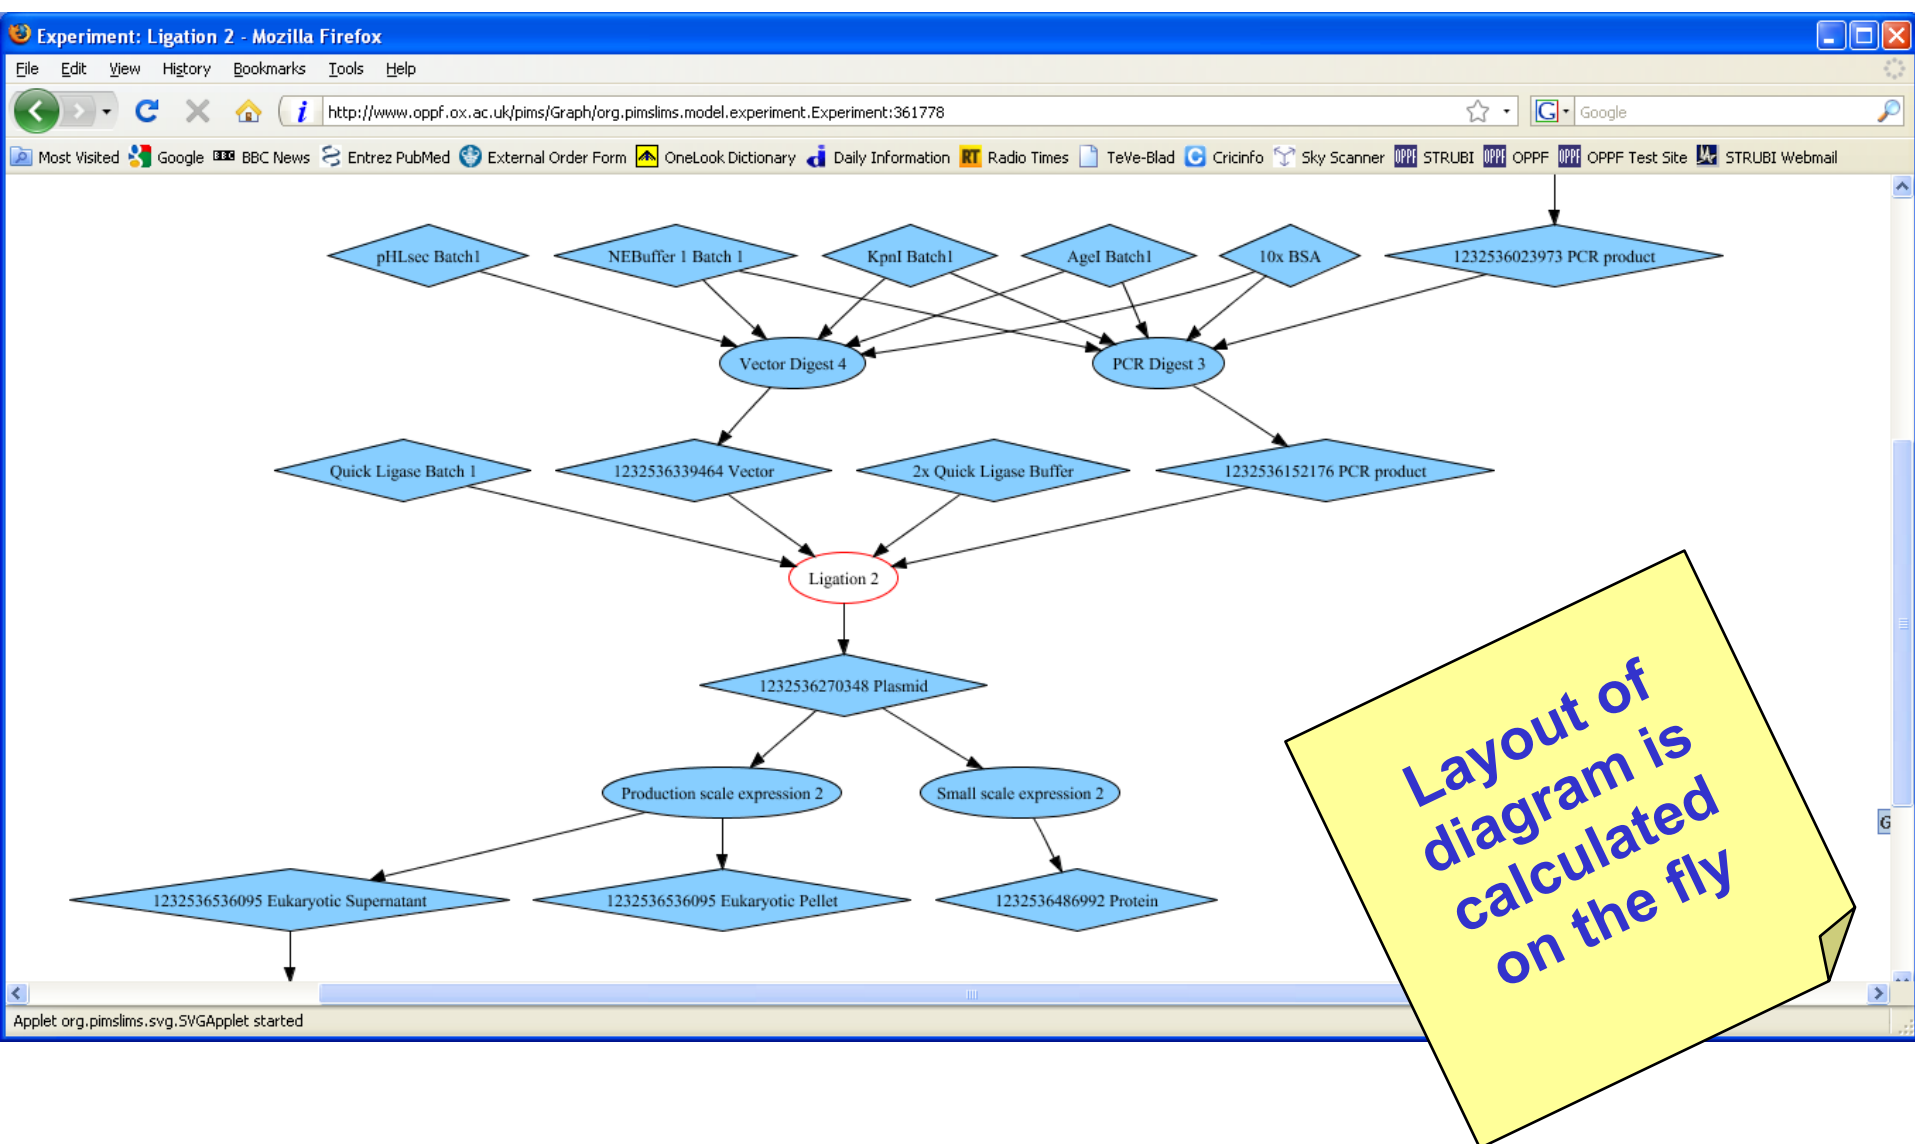 Experiment: Ligation 2 - Mozilla Firefox
File Edit View History Bookmarks Tools Help
http://www.oppf.ox.ac.uk/pims/Graph/org.pimslims.model.experiment.Experiment:361778
G Google
Most Visited Google BBC BBC News Entrez PubMed External Order Form OneLook Dictionary Daily Information RT Radio Times TeVe-Blad Cricinfo Sky Scanner OPPF STRUBI OPPF OPPF OPPF OPPF Test Site STRUBI Webmail
pHLsec Batch1 NEBuffer 1 Batch 1 KpnI Batch1 AgeI Batch1 10x BSA 1232536023973 PCR product
Vector Digest 4 PCR Digest 3
Quick Ligase Batch 1 1232536339464 Vector 2x Quick Ligase Buffer 1232536152176 PCR product
Ligation 2
1232536270348 Plasmid
Production scale expression 2 Small scale expression 2
G
1232536536095 Eukaryotic Supernatant 1232536536095 Eukaryotic Pellet 1232536486992 Protein
Layout of
diagram is
calculated
on the fly
Applet org.pimslims.svg.SVGApplet started